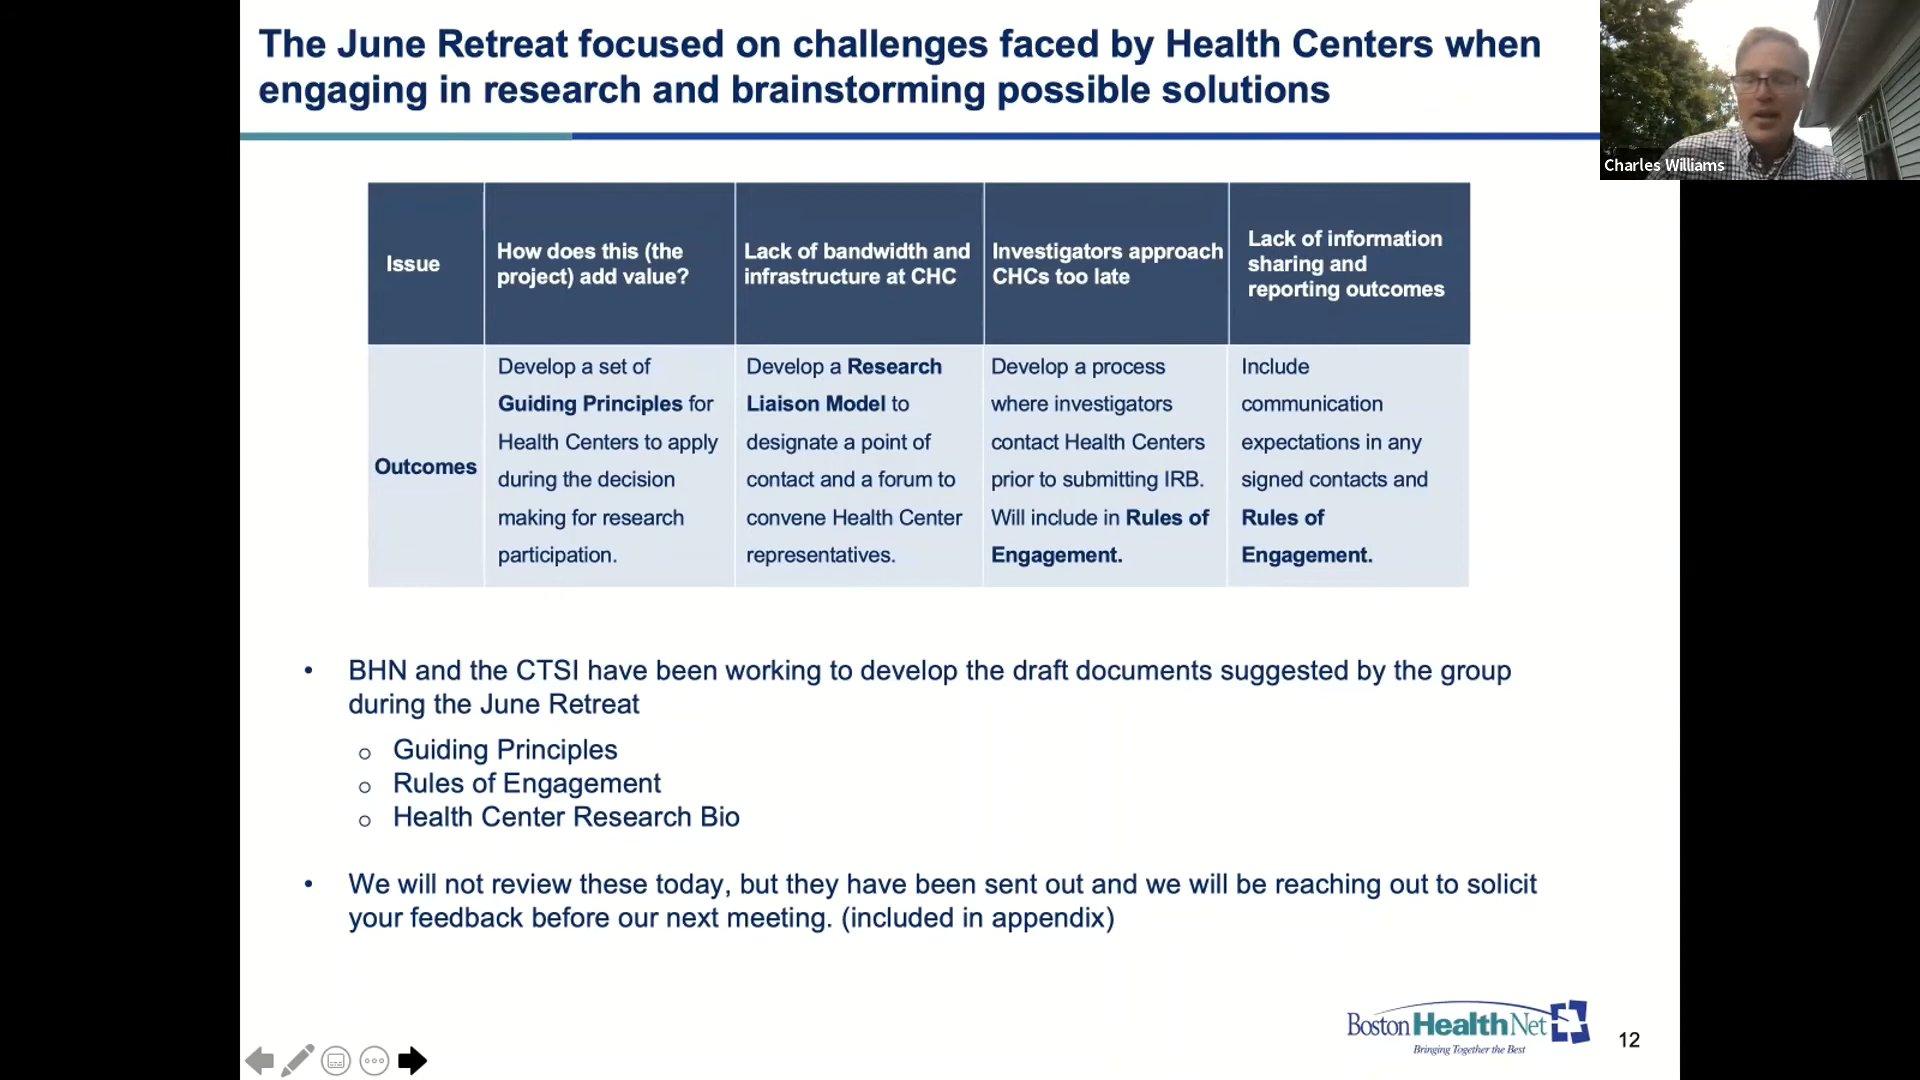 The June Retreat focused on challenges faced by Health Centers when
engaging in research and brainstorming possible solutions
Charles Williams
Issue
How does this (the
project) add value?
Lack of bandwidth and
infrastructure at CHC
Investigators approach
CHCs too late
Lack of information
sharing and
reporting outcomes
Outcomes
Develop a set of
Guiding Principles for
Health Centers to apply
during the decision
making for research
participation.
Develop a Research
Liaison Model to
designate a point of
contact and a forum to
convene Health Center
representatives.
Develop a process
where investigators
contact Health Centers
prior to submitting IRB.
Will include in Rules of
Engagement.
Include
communication
expectations in any
signed contacts and
Rules of
Engagement.
• BHN and the CTSI have been working to develop the draft documents suggested by the group
during the June Retreat
o Guiding Principles
o Rules of Engagement
o Health Center Research Bio
• We will not review these today, but they have been sent out and we will be reaching out to solicit
your feedback before our next meeting. (included in appendix)
Boston HealthNet
Bringing Together the Best
12